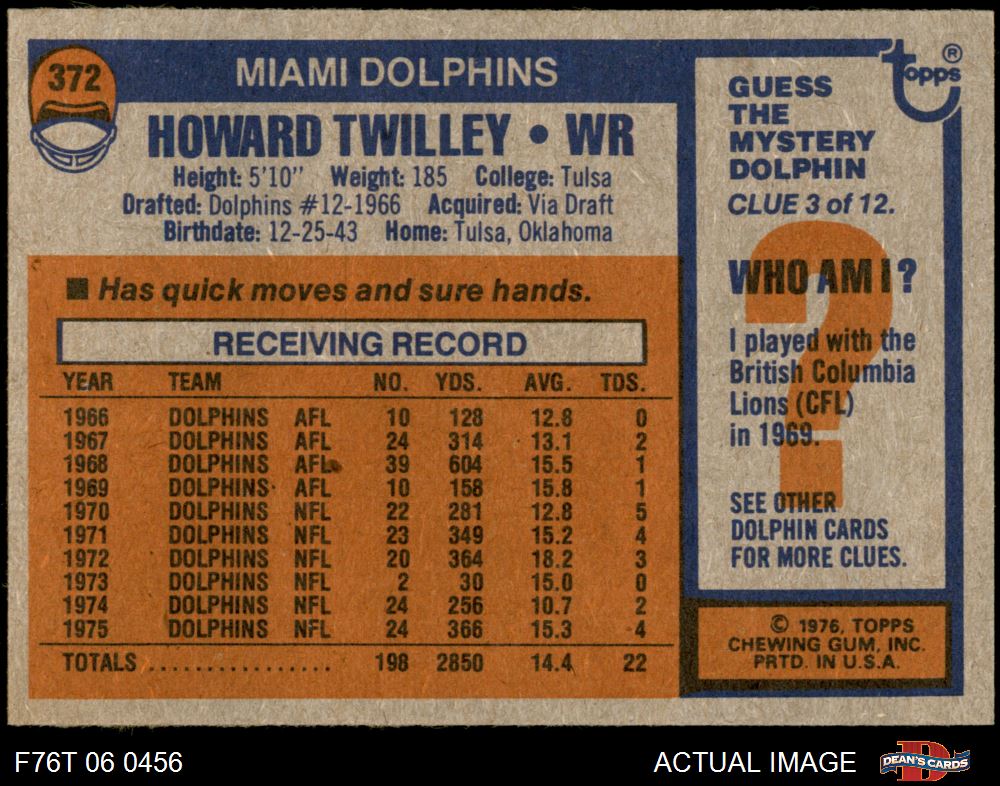 372
MIAMI DOLPHINS
HOWARD TWILLEY • WR
Height: 5'10" Weight: 185 College: Tulsa
Drafted: Dolphins #12-1966 Acquired: Via Draft
Birthdate: 12-25-43 Home: Tulsa, Oklahoma
■ Has quick moves and sure hands.
RECEIVING RECORD
YEAR TEAM NO. YDS. AVG. TDS.
1966 DOLPHINS AFL 10 128 12.8 0
1967 DOLPHINS AFL 24 314 13.1 2
1968 DOLPHINS AFL 39 604 15.5 1
1969 DOLPHINS AFL 10 158 15.8 1
1970 DOLPHINS NFL 22 281 12.8 5
1971 DOLPHINS NFL 23 349 15.2 4
1972 DOLPHINS NFL 20 364 18.2 3
1973 DOLPHINS NFL 2 30 15.0 0
1974 DOLPHINS NFL 24 256 10.7 2
1975 DOLPHINS NFL 24 366 15.3 4
TOTALS ................ 198 2850 14.4 22
Topps ®
GUESS
THE
MYSTERY
DOLPHIN
CLUE 3 of 12.
?
WHO AM I?
I played with the
British Columbia
Lions (CFL)
in 1969.
SEE OTHER
DOLPHIN CARDS
FOR MORE CLUES.
© 1976, TOPPS
CHEWING GUM, INC.
PRTD. IN U.S.A.
F76T 06 0456 ACTUAL IMAGE D DEAN'S CARDS